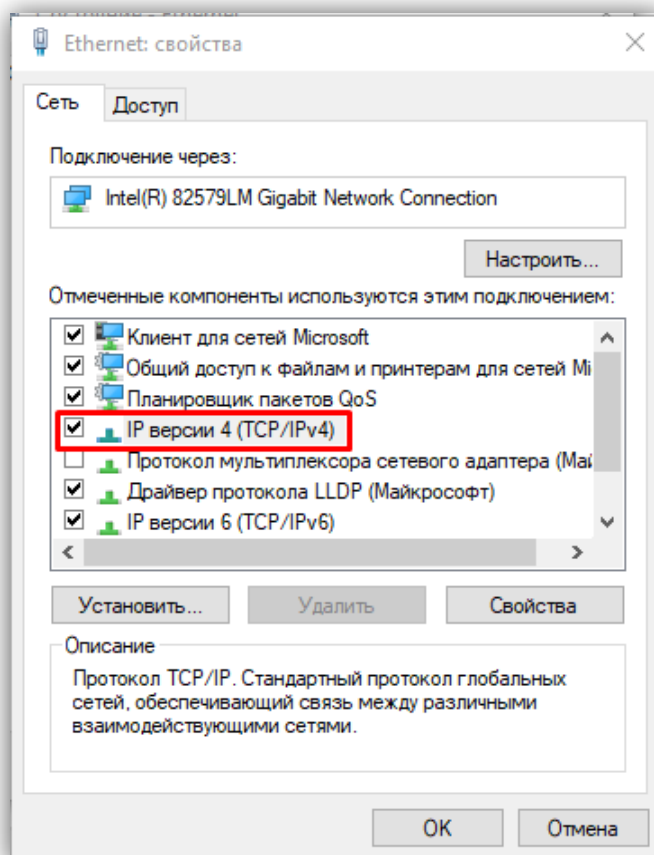 Ethernet: свойства
Сеть
Доступ
Подключение через:
Intel(R) 82579LM Gigabit Network Connection
Настроить...
Отмеченные компоненты используются этим подключением:
Клиент для сетей Microsoft
Общий доступ к файлам и принтерам для сетей Mi
Планировщик пакетов QoS
IP версии 4 (TCP/IPv4)
Протокол мультиплексора сетевого адаптера (Май
Драйвер протокола LLDP (Майкрософт)
IP версии 6 (TCP/IPv6)
Установить...
Удалить
Свойства
Описание
Протокол TCP/IP. Стандартный протокол глобальных
сетей, обеспечивающий связь между различными
взаимодействующими сетями.
OK
Отмена